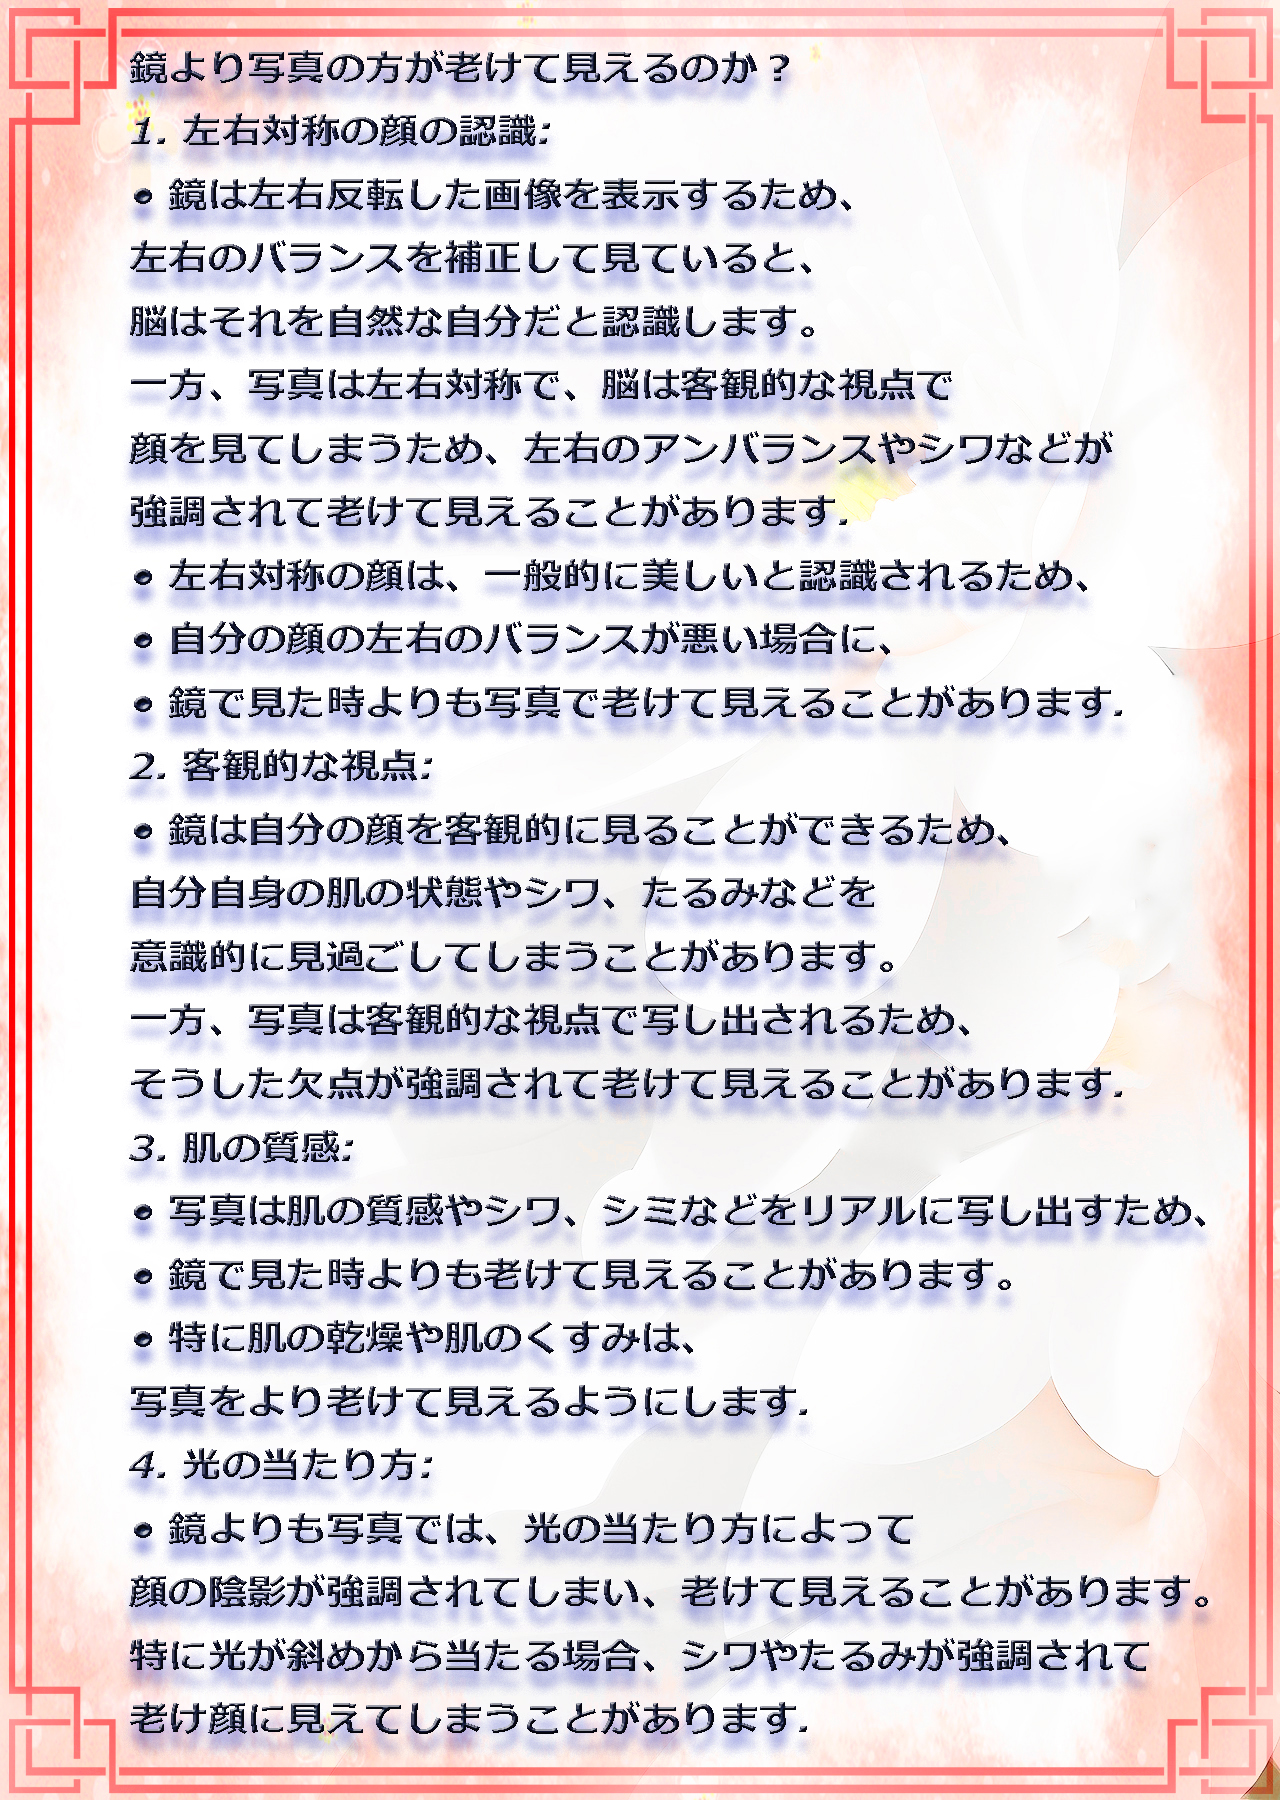 鏡より写真の方が老けて見えるのか？
1. 左右対称の顔の認識:
• 鏡は左右反転した画像を表示するため、
左右のバランスを補正して見ていると、
脳はそれを自然な自分だと認識します。
一方、写真は左右対称で、脳は客観的な視点で
顔を見てしまうため、左右のアンバランスやシワなどが
強調されて老けて見えることがあります.
• 左右対称の顔は、一般的に美しいと認識されるため、
• 自分の顔の左右のバランスが悪い場合に、
• 鏡で見た時よりも写真で老けて見えることがあります.
2. 客観的な視点:
• 鏡は自分の顔を客観的に見ることができるため、
自分自身の肌の状態やシワ、たるみなどを
意識的に見過ごしてしまうことがあります。
一方、写真は客観的な視点で写し出されるため、
そうした欠点が強調されて老けて見えることがあります.
3. 肌の質感:
• 写真は肌の質感やシワ、シミなどをリアルに写し出すため、
• 鏡で見た時よりも老けて見えることがあります。
• 特に肌の乾燥や肌のくすみは、
写真をより老けて見えるようにします.
4. 光の当たり方:
• 鏡よりも写真では、光の当たり方によって
顔の陰影が強調されてしまい、老けて見えることがあります。
特に光が斜めから当たる場合、シワやたるみが強調されて
老け顔に見えてしまうことがあります.